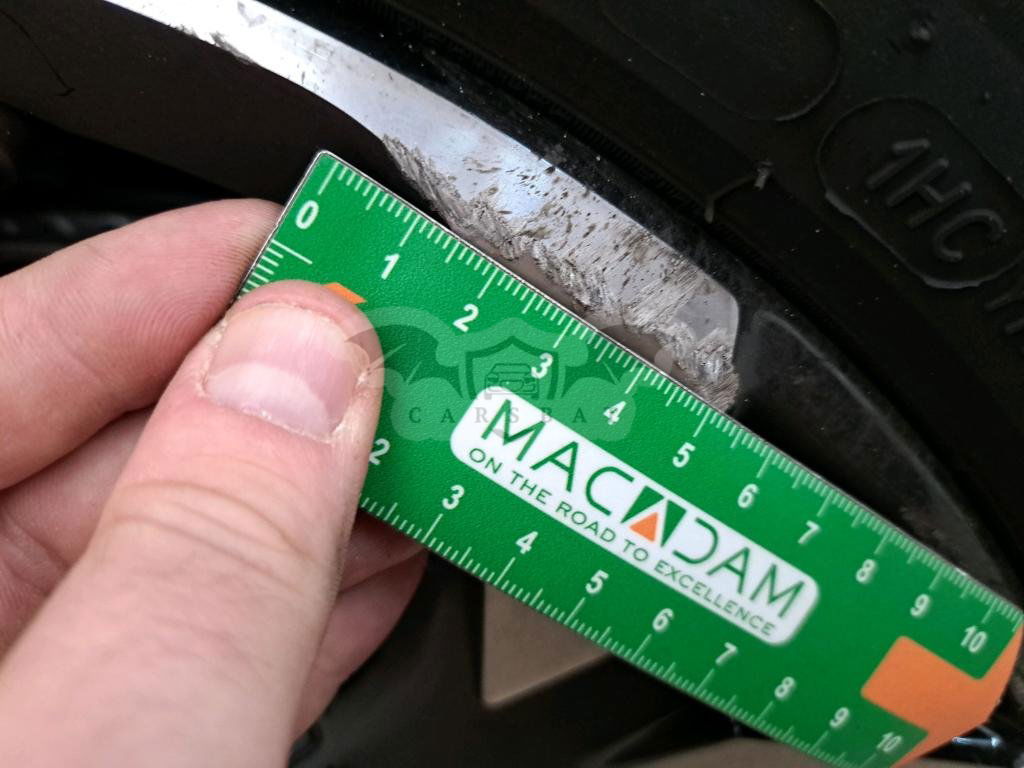 0 1 2 3 4 5 6 7 8 9 10
MACADAM
ON THE ROAD TO EXCELLENCE
2 3 4 5 6 7 8 9 10
CARSBA
1HC